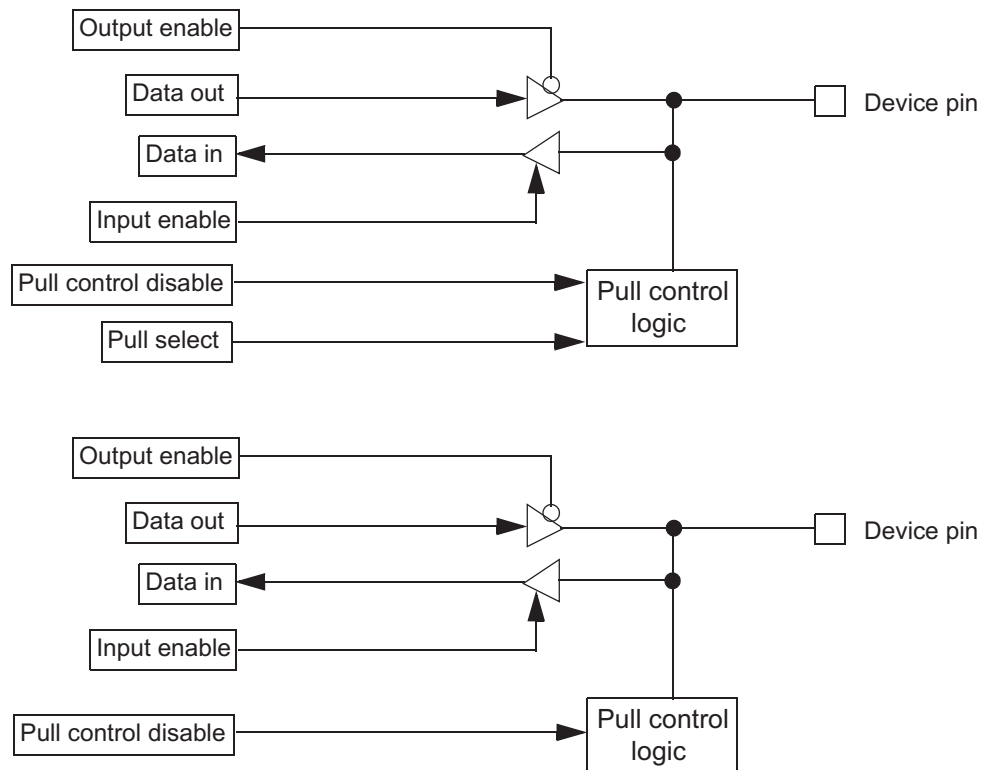 Output enable
Data out
Device pin
Data in
Input enable
Pull control disable
Pull control
logic
Pull select
Output enable
Data out
Device pin
Data in
Input enable
Pull control disable
Pull control
logic